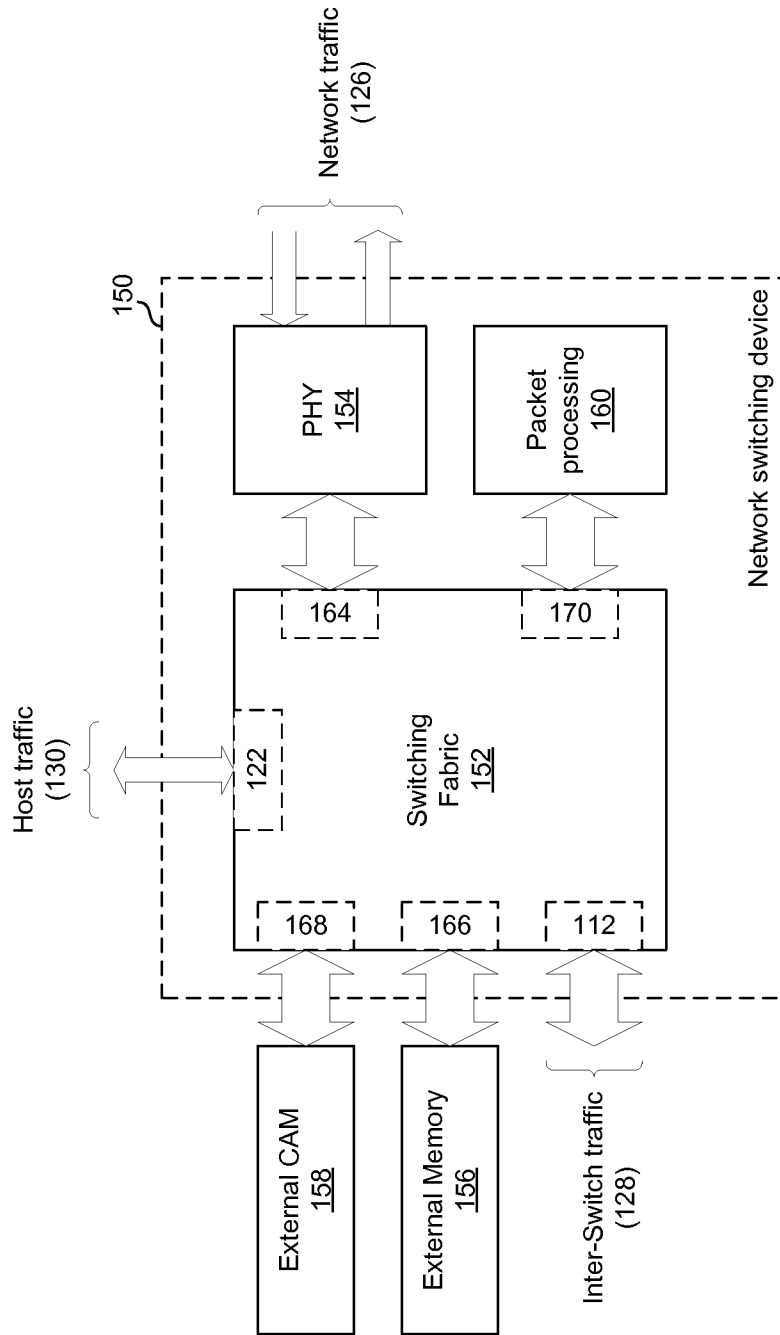 Host traffic
(130)
150
Network traffic
(126)
External CAM
158
168
122
164
PHY
154
External Memory
156
166
Switching
Fabric
152
Inter-Switch traffic
(128)
112
170
Packet
processing
160
Network switching device